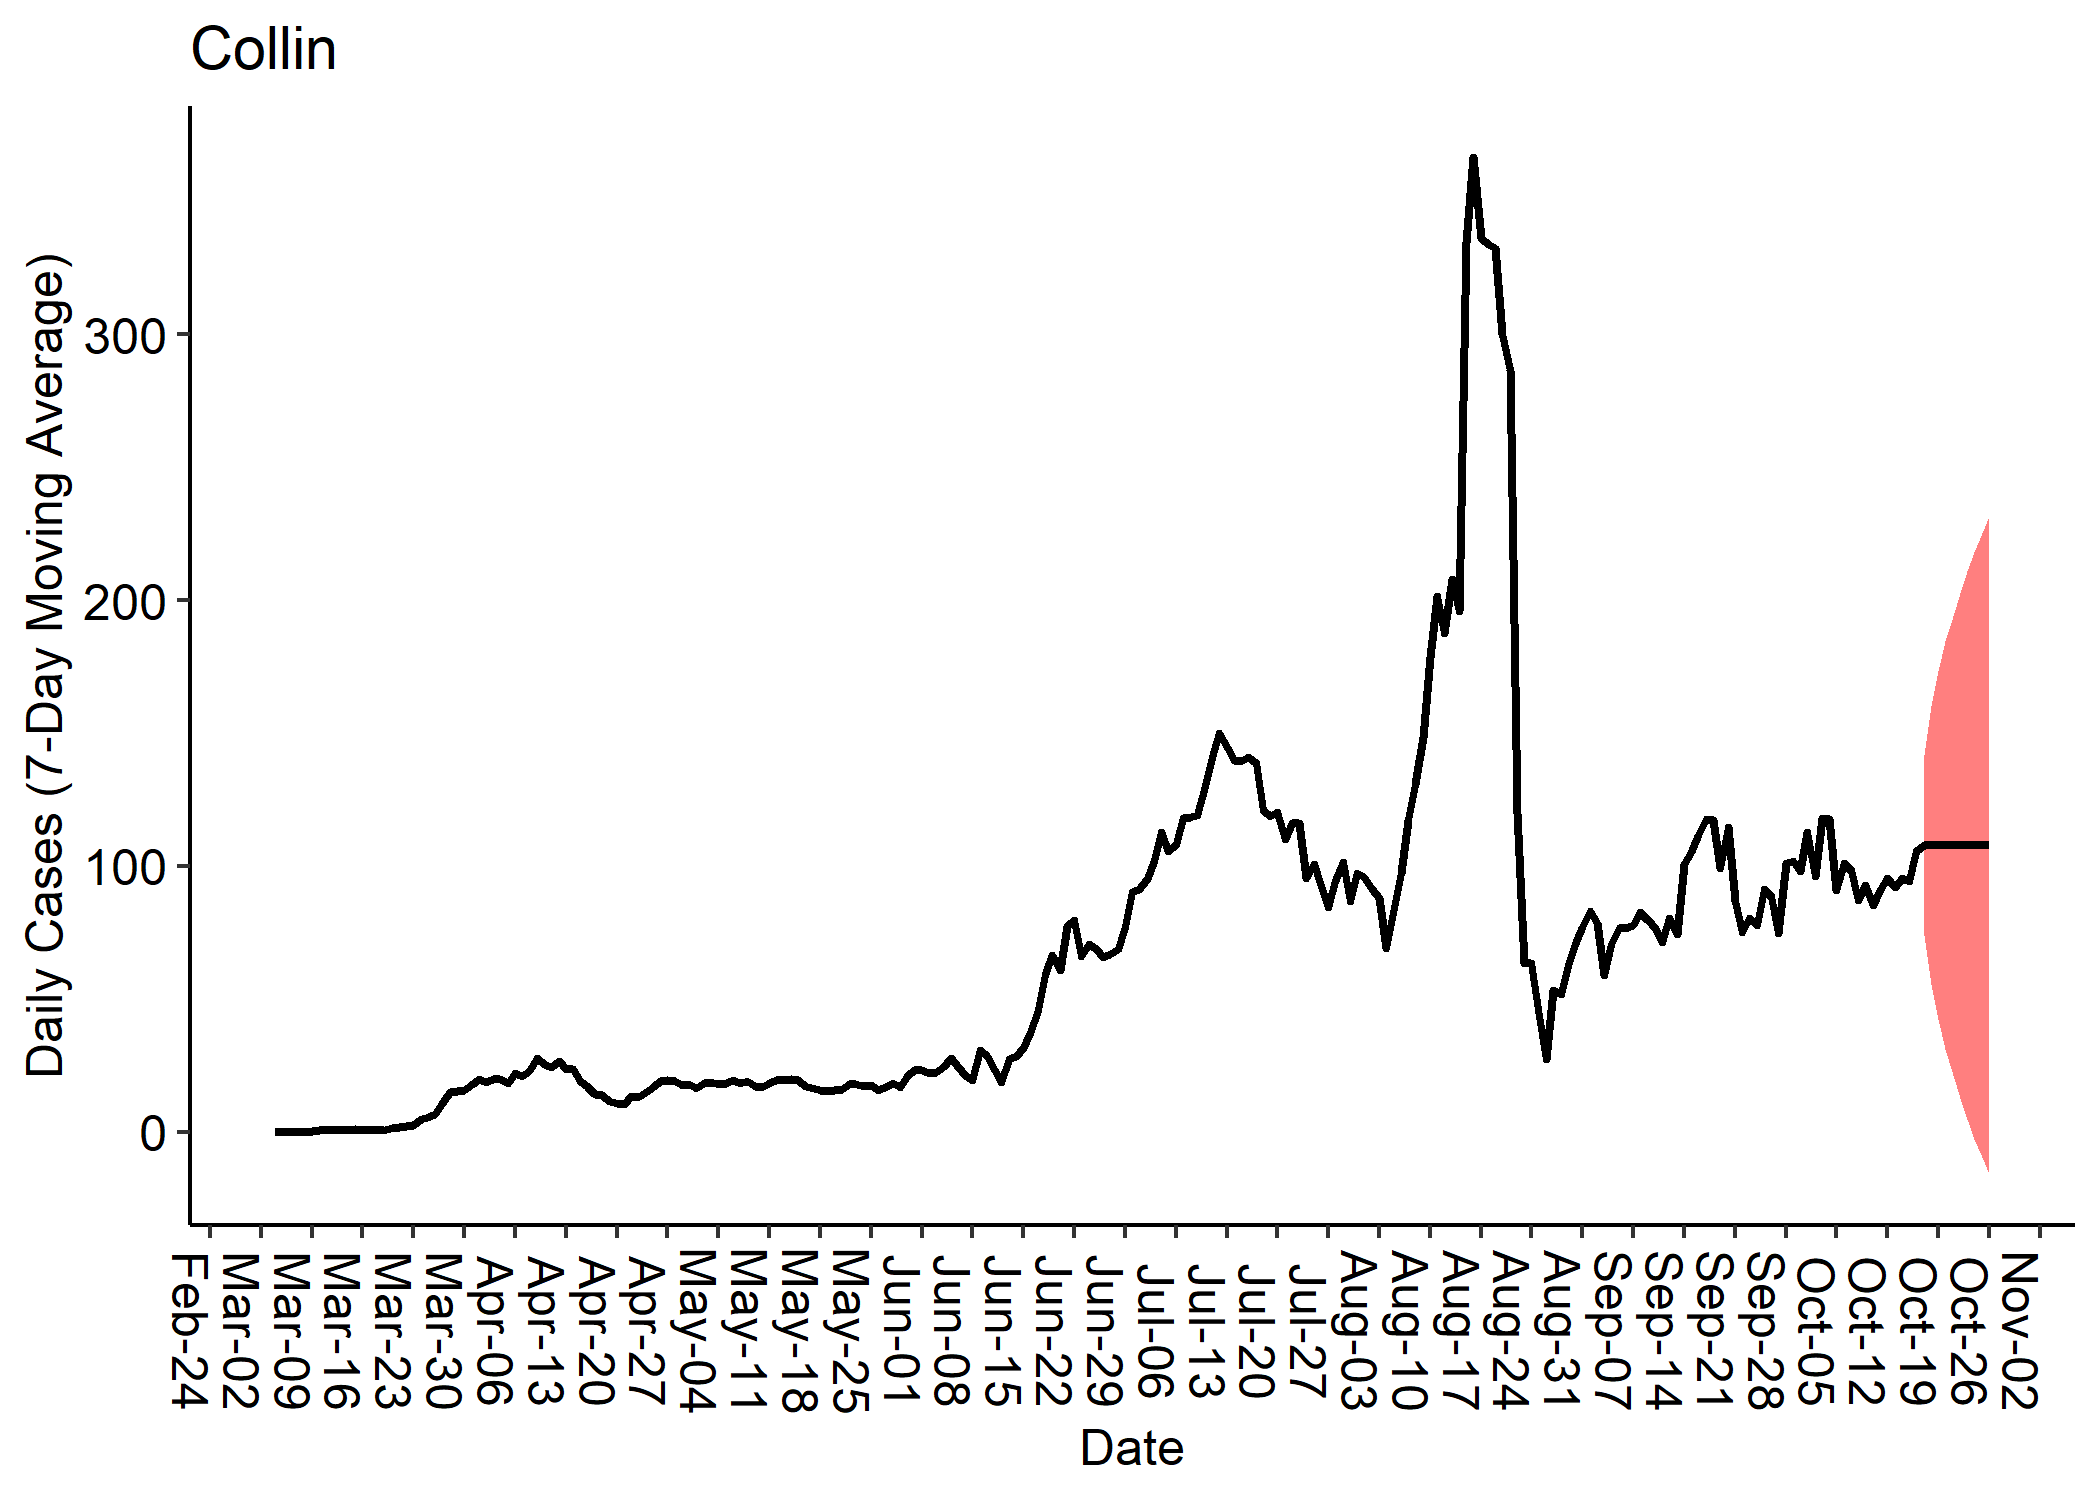 Collin
Daily Cases (7-Day Moving Average)
300
200
100
0
Feb-24
Mar-02
Mar-09
Mar-16
Mar-23
Mar-30
Apr-06
Apr-13
Apr-20
Apr-27
May-04
May-11
May-18
May-25
Jun-01
Jun-08
Jun-15
Jun-22
Jun-29
Jul-06
Jul-13
Jul-20
Jul-27
Aug-03
Aug-10
Aug-17
Aug-24
Aug-31
Sep-07
Sep-14
Sep-21
Sep-28
Oct-05
Oct-12
Oct-19
Oct-26
Nov-02
Date